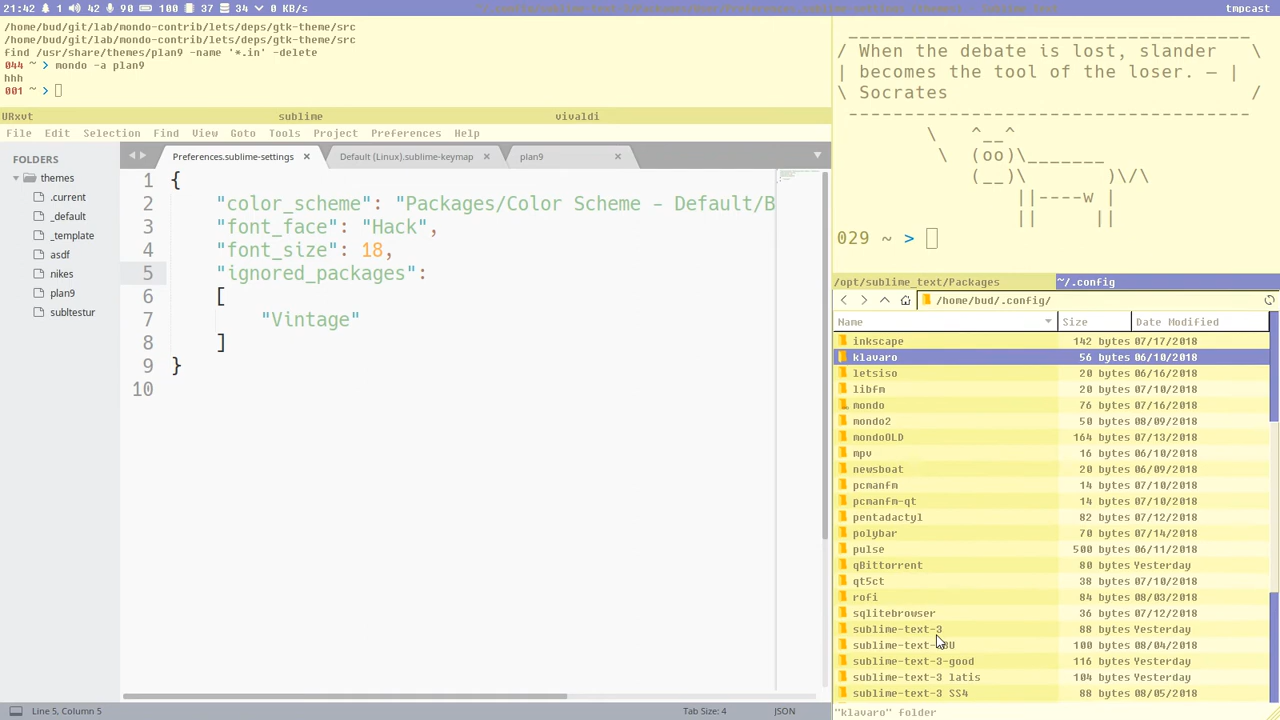 21:42 1 42 90 100 37 34 0 KB/s
tmpcast
/home/bud/git/lab/mondo-contrib/lets/deps/gtk-theme/src
/home/bud/git/lab/mondo-contrib/lets/deps/gtk-theme/src
find /usr/share/themes/plan9 -name '*.in' -delete
044 ~ > mondo -a plan9
hhh
001 ~ >
URxvt sublime vivaldi
File Edit Selection Find View Goto Tools Project Preferences Help
FOLDERS
themes
.current
_default
_template
asdf
nikes
plan9
subltestur
Preferences.sublime-settings × Default (Linux).sublime-keymap × plan9 ×
1 {
2 "color_scheme": "Packages/Color Scheme - Default/B
3 "font_face": "Hack",
4 "font_size": 18,
5 "ignored_packages":
6 [
7 "Vintage"
8 ]
9 }
10
Line 5, Column 5 Tab Size: 4 JSON
/ When the debate is lost, slander \
| becomes the tool of the loser. – |
\ Socrates /
-------------------------------------
\ ^__^
\ (oo)\_______
(__)\ )\/\
||----w |
|| ||
029 ~ >
/opt/sublime_text/Packages ~/.config
/home/bud/.config/
Name Size Date Modified
inkscape 142 bytes 07/17/2018
klavaro 56 bytes 06/10/2018
letsiso 20 bytes 06/16/2018
libfm 20 bytes 07/10/2018
mondo 76 bytes 07/16/2018
mondo2 50 bytes 08/09/2018
mondoOLD 164 bytes 07/13/2018
mpv 16 bytes 06/10/2018
newsboat 20 bytes 06/09/2018
pcmanfm 14 bytes 07/10/2018
pcmanfm-qt 14 bytes 07/10/2018
pentadactyl 82 bytes 07/12/2018
polybar 70 bytes 07/14/2018
pulse 500 bytes 06/11/2018
qBittorrent 80 bytes Yesterday
qt5ct 38 bytes 07/10/2018
rofi 84 bytes 08/03/2018
sqlitebrowser 36 bytes 07/12/2018
sublime-text-3 88 bytes Yesterday
100 bytes 08/04/2018
sublime-text-3-good 116 bytes Yesterday
sublime-text-3 latis 104 bytes Yesterday
sublime-text-3 SS4 88 bytes 08/05/2018
"klavaro" folder